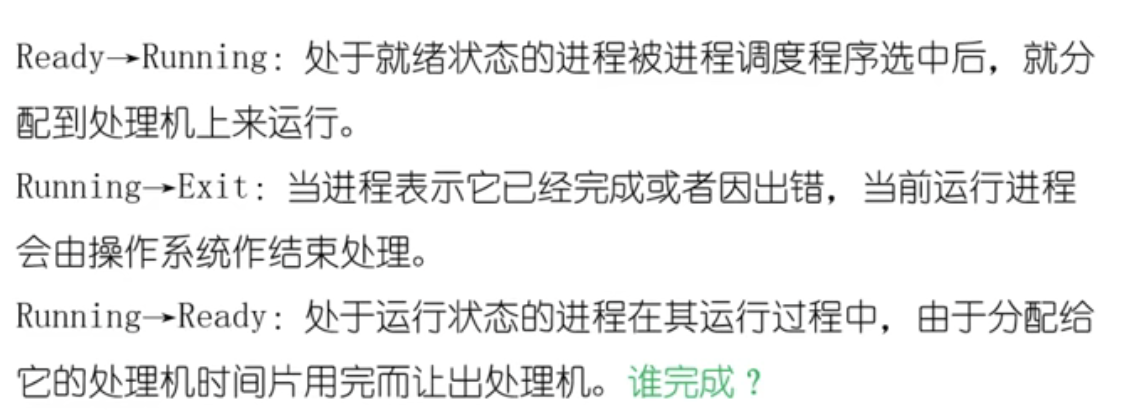 Ready→Running: 处于就绪状态的进程被进程调度程序选中后，就分
配到处理机上来运行。
Running→Exit: 当进程表示它已经完成或者因出错，当前运行进程
会由操作系统作结束处理。
Running→Ready: 处于运行状态的进程在其运行过程中，由于分配给
它的处理机时间片用完而让出处理机。谁完成？